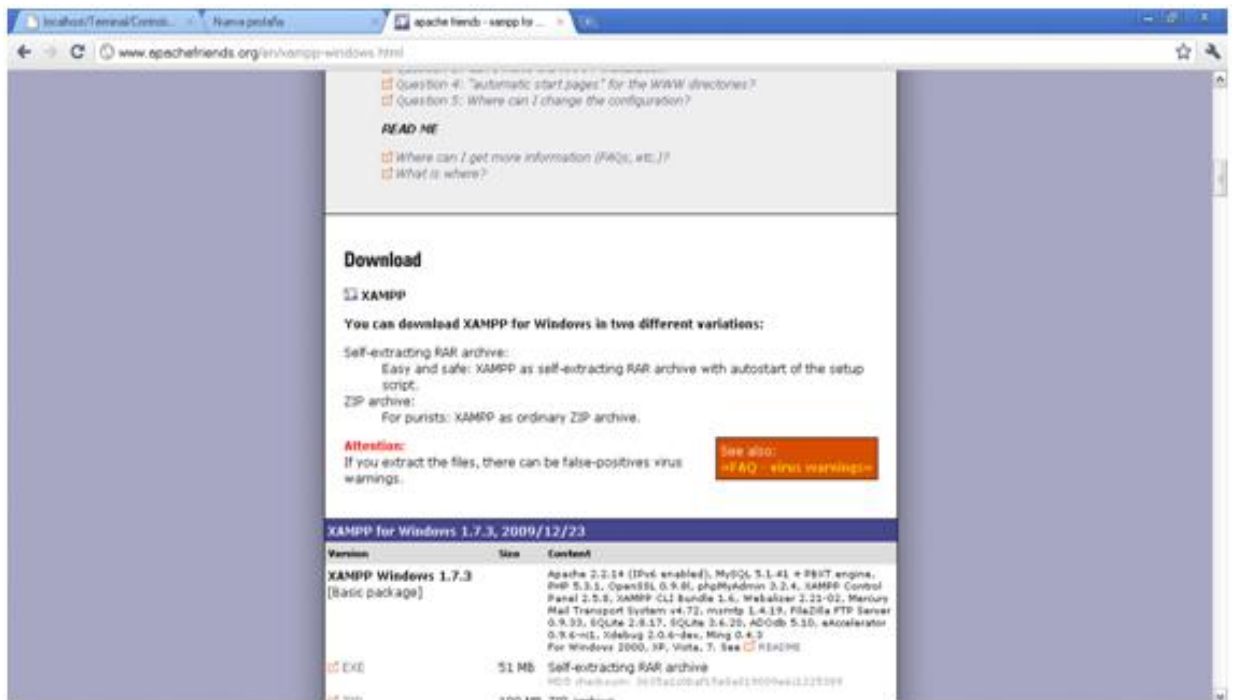 localhost/Terminal/Controls...
Nueva pestaña
apache friends - xampp for ...
www.apachefriends.org/en/xampp-windows.html
Question 4: "automatic start pages" for the WWW directories?
Question 5: Where can I change the configuration?
READ ME
Where can I get more information (FAQs, etc.)?
What is where?
Download
XAMPP
You can download XAMPP for Windows in two different variations:
Self-extracting RAR archive:
Easy and safe: XAMPP as self-extracting RAR archive with autostart of the setup
script.
ZIP archive:
For purists: XAMPP as ordinary ZIP archive.
Attention:
If you extract the files, there can be false-positives virus
warnings.
See also:
»FAQ - virus warnings«
XAMPP for Windows 1.7.3, 2009/12/23
Version Size Content
XAMPP Windows 1.7.3
[Basic package]
Apache 2.2.14 (IPv6 enabled), MySQL 5.1.41 + PBXT engine,
PHP 5.3.1, OpenSSL 0.9.8l, phpMyAdmin 3.2.4, XAMPP Control
Panel 2.5.8, XAMPP CLI Bundle 1.6, Webalizer 2.21-02, Mercury
Mail Transport System v4.72, msmtp 1.4.19, FileZilla FTP Server
0.9.33, SQLite 2.8.17, SQLite 3.6.20, ADOdb 5.10, eAccelerator
0.9.6-rc1, Xdebug 2.0.6-dev, Ming 0.4.3
For Windows 2000, XP, Vista, 7. See README
EXE 51 MB Self-extracting RAR archive
MD5 checksum:
ZIP 100 MB ZIP archive